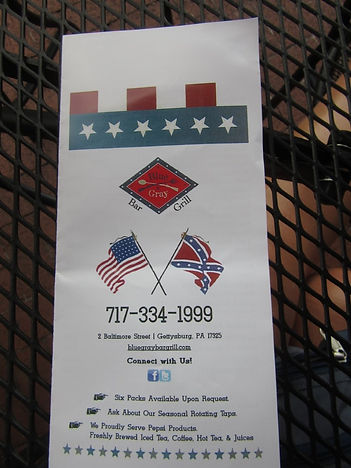 Blue
Gray
Bar Grill
717-334-1999
2 Baltimore Street | Gettysburg, PA 17325
bluegraybargrill.com
Connect with Us!
Six Packs Available Upon Request.
Ask About Our Seasonal Rotating Taps.
We Proudly Serve Pepsi Products.
Freshly Brewed Iced Tea, Coffee, Hot Tea, & Juices